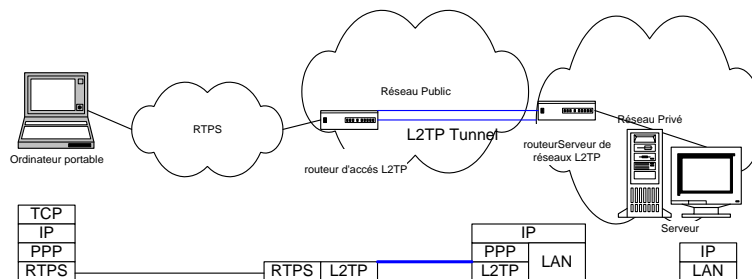 Réseau Public
RTPS
L2TP Tunnel
Réseau Privé
Ordinateur portable
routeur d'accés L2TP
routeurServeur de
réseaux L2TP
Serveur
TCP
IP
PPP
RTPS
RTPS L2TP
IP
PPP
L2TP
LAN
IP
LAN